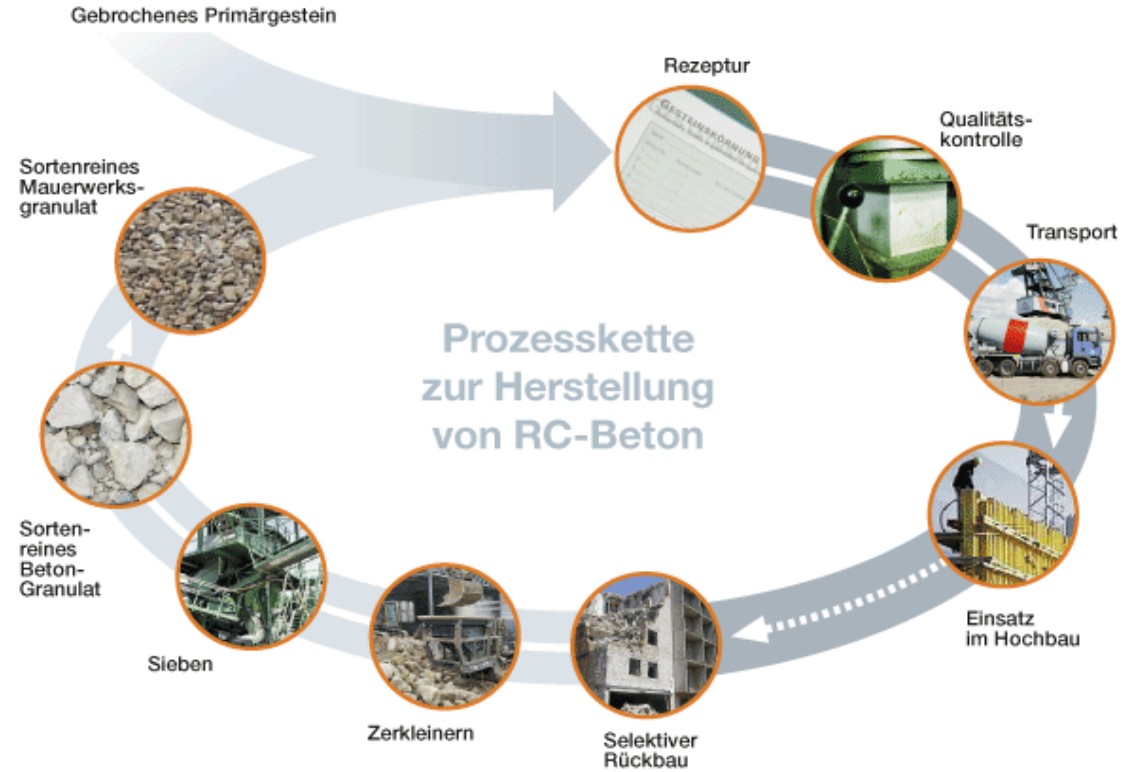 Gebrochenes Primärgestein
Rezeptur
GESTEINSKÖRNUNG
Qualitäts-
kontrolle
Sortenreines
Mauerwerks-
granulat
Transport
Prozesskette
zur Herstellung
von RC-Beton
Sorten-
reines
Beton-
Granulat
Einsatz
im Hochbau
Sieben
Zerkleinern
Selektiver
Rückbau